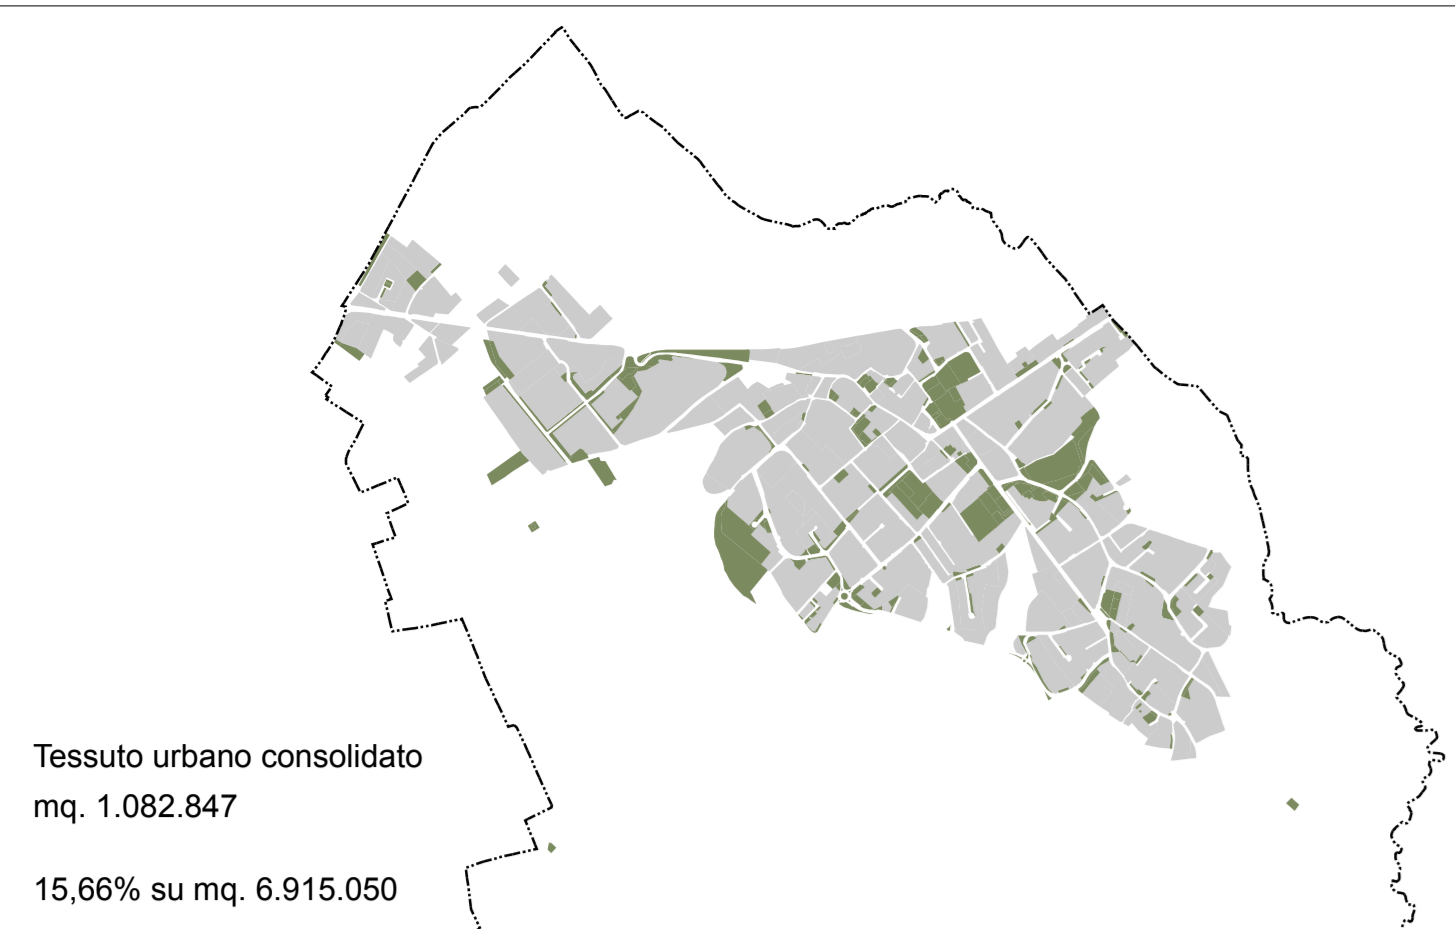 Tessuto urbano consolidato
mq. 1.082.847
15,66% su mq. 6.915.050